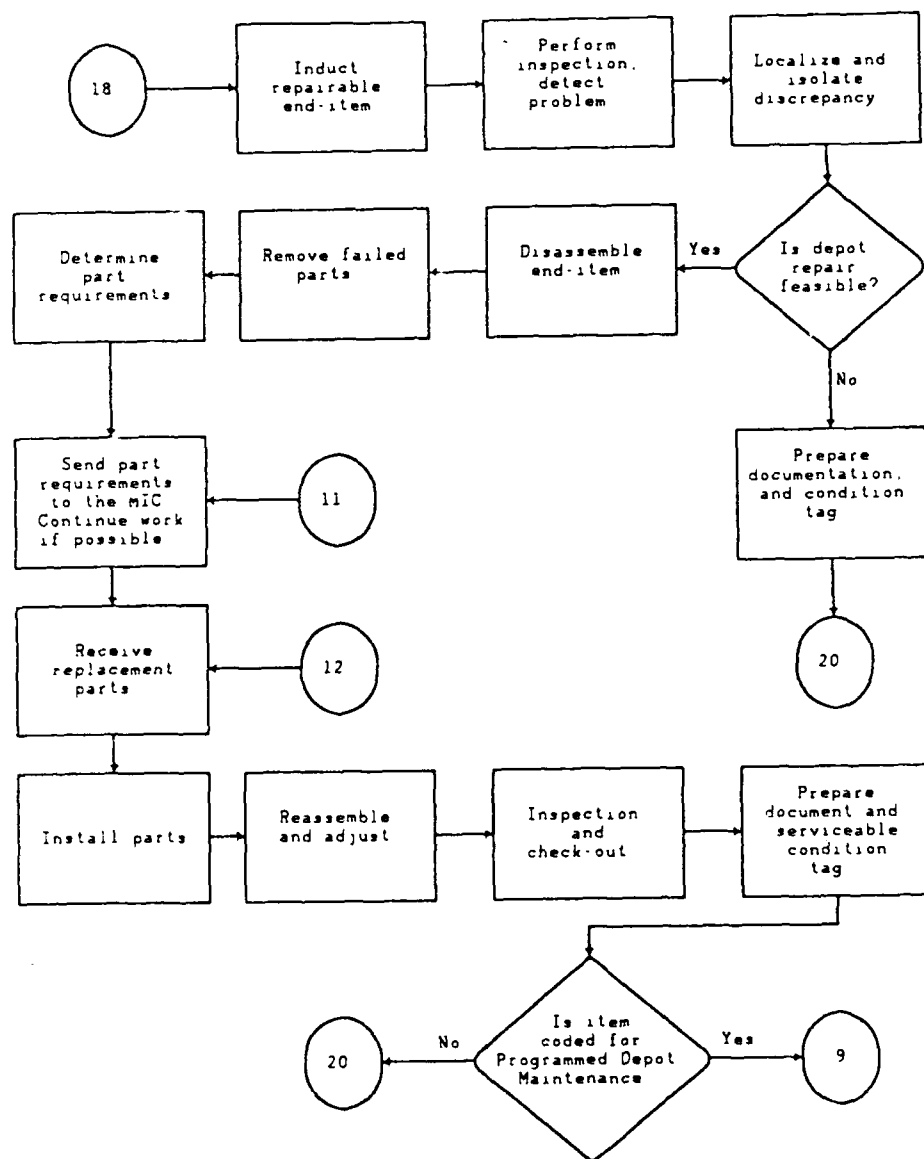 18
Induct
repairable
end-item
Perform
inspection,
detect
problem
Localize and
isolate
discrepancy
Determine
part
requirements
Remove failed
parts
Disassemble
end-item
Yes
Is depot
repair
feasible?
No
Send part
requirements
to the MIC
Continue work
if possible
11
Prepare
documentation,
and condition
tag
Receive
replacement
parts
12
20
Install parts
Reassemble
and adjust
Inspection
and
check-out
Prepare
document and
serviceable
condition
tag
20
No
Is item
coded for
Programmed Depot
Maintenance
Yes
9